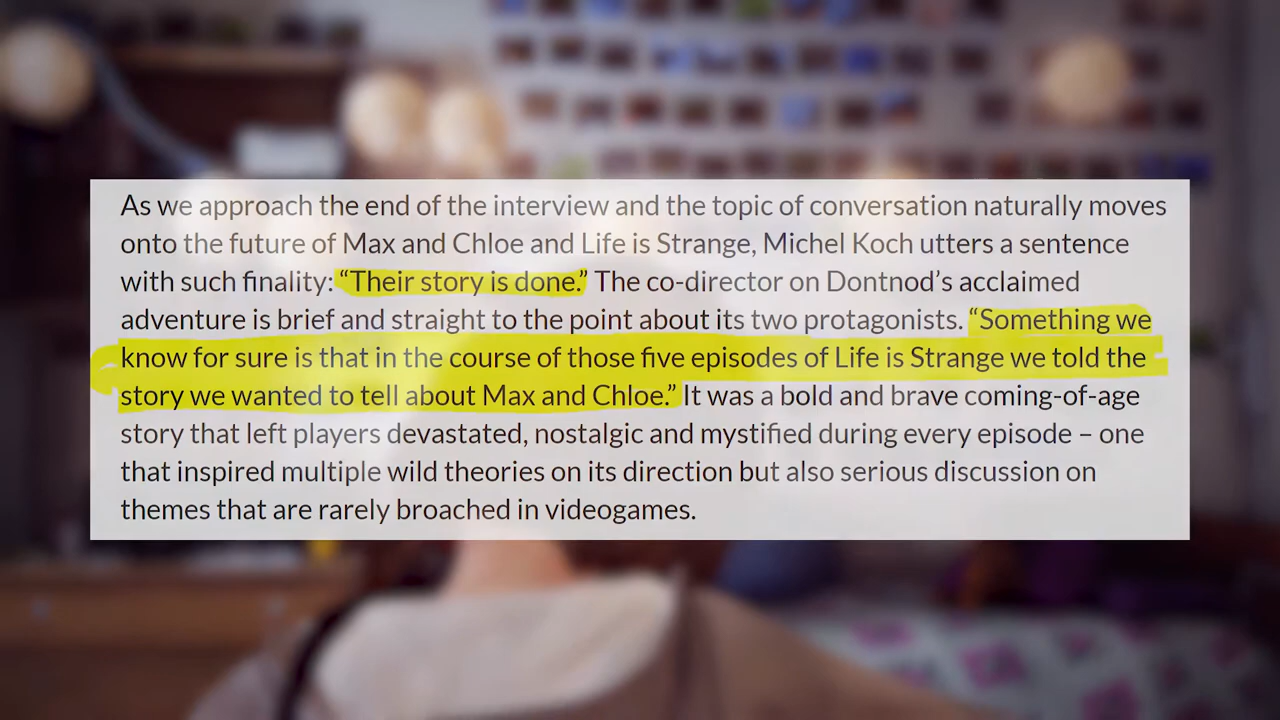 As we approach the end of the interview and the topic of conversation naturally moves
onto the future of Max and Chloe and Life is Strange, Michel Koch utters a sentence
with such finality: “Their story is done.” The co-director on Dontnod’s acclaimed
adventure is brief and straight to the point about its two protagonists. “Something we
know for sure is that in the course of those five episodes of Life is Strange we told the
story we wanted to tell about Max and Chloe.” It was a bold and brave coming-of-age
story that left players devastated, nostalgic and mystified during every episode – one
that inspired multiple wild theories on its direction but also serious discussion on
themes that are rarely broached in videogames.